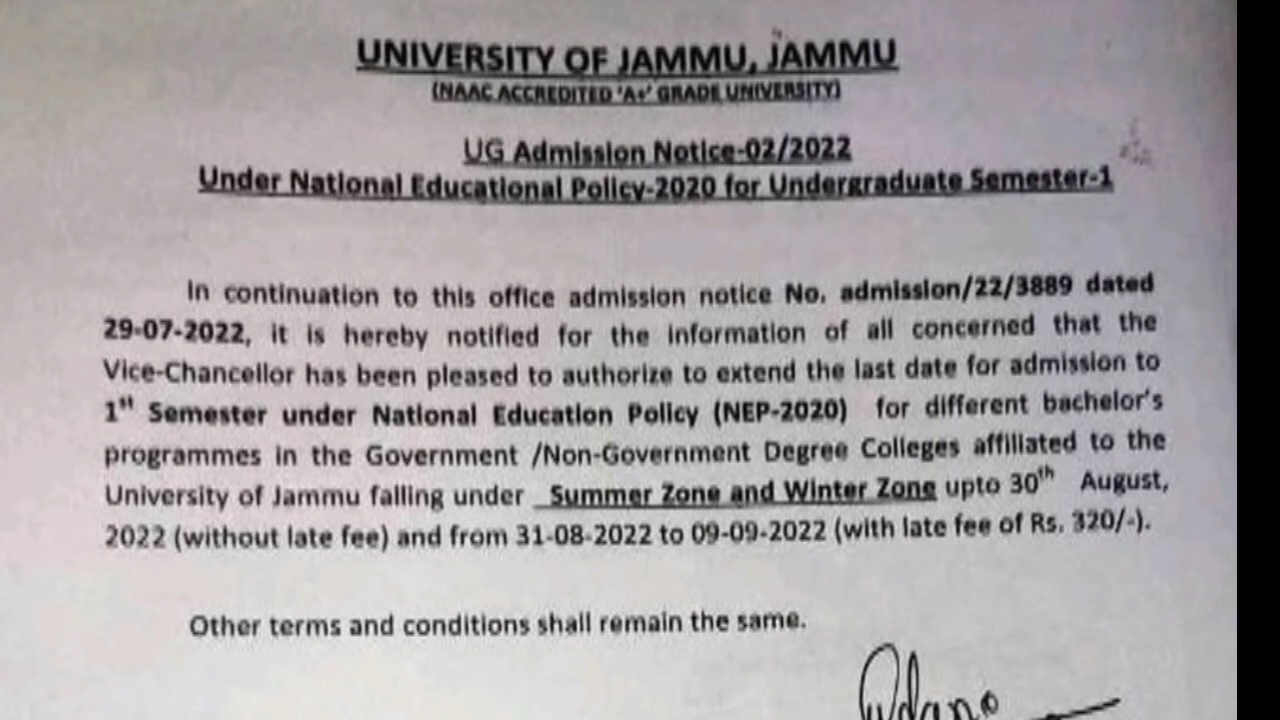 UNIVERSITY OF JAMMU, JAMMU
(NAAC ACCREDITED 'A+' GRADE UNIVERSITY)
UG Admission Notice-02/2022
Under National Educational Policy-2020 for Undergraduate Semester-1
In continuation to this office admission notice No. admission/22/3889 dated
29-07-2022, it is hereby notified for the information of all concerned that the
Vice-Chancellor has been pleased to authorize to extend the last date for admission to
1st Semester under National Education Policy (NEP-2020) for different bachelor's
programmes in the Government /Non-Government Degree Colleges affiliated to the
University of Jammu falling under Summer Zone and Winter Zone upto 30th August,
2022 (without late fee) and from 31-08-2022 to 09-09-2022 (with late fee of Rs. 320/-).
Other terms and conditions shall remain the same.